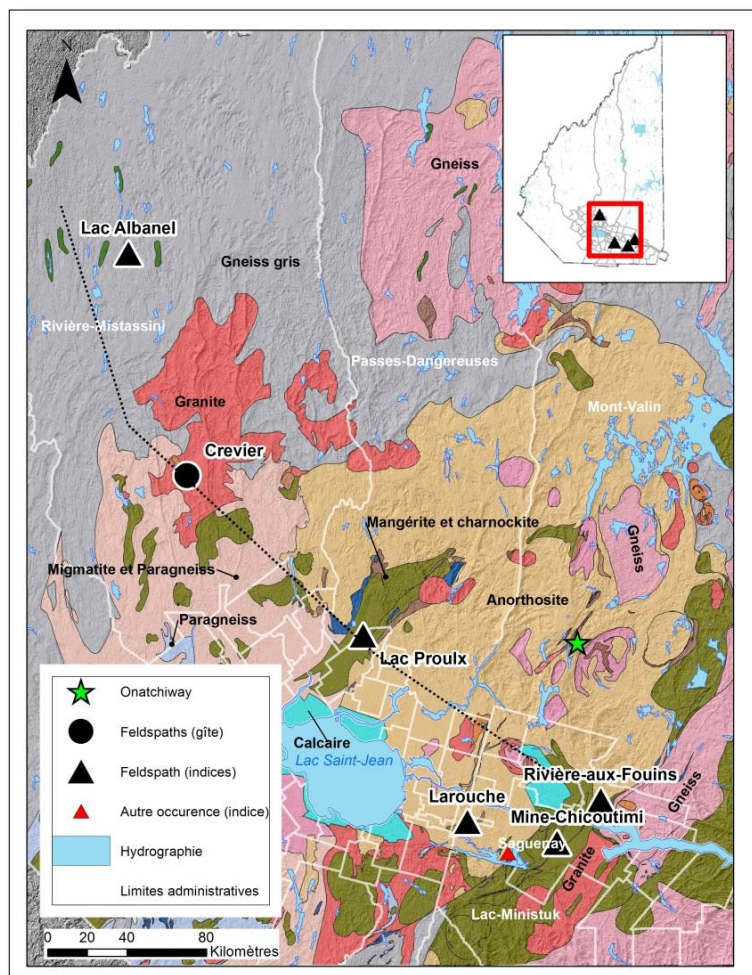 N
Gneiss
Lac Albanel
Gneiss gris
Rivière-Mistassini
Passes-Dangereuses
Granite
Mont-Valin
Crevier
Mangérite et charnockite
Gneiss
Migmatite et Paragneiss
Anorthosite
Paragneiss
Lac Proulx
Onatchiway
Feldspaths (gîte)
Feldspath (indices)
Autre occurence (indice)
Hydrographie
Limites administratives
Calcaire
Lac Saint-Jean
Rivière-aux-Fouins
Gneiss
Larouche
Mine-Chicoutimi
Saguenay
Granite
Lac-Ministuk
0 20 40 80
Kilomètres